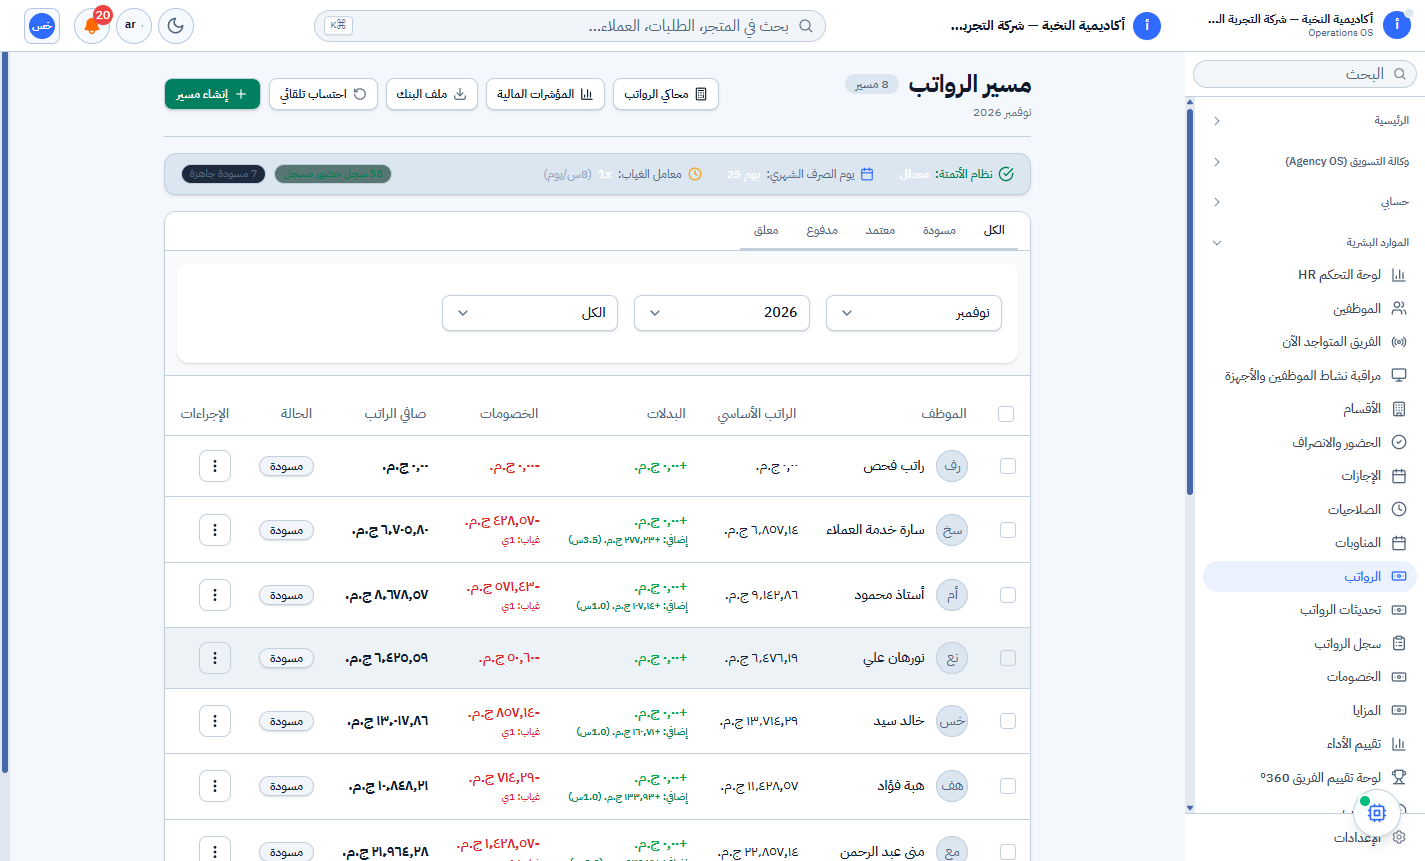 أكاديمية النخبة — شركة التجربة الـ...
Operations OS
أ
أكاديمية النخبة — شركة التجريـ...
أ
بحث في المتجر، الطلبات، العملاء...
⌘K
ar
20
خس
البحث
الرئيسية
وكالة التسويق (Agency OS)
حسابي
الموارد البشرية
لوحة التحكم HR
الموظفين
الفريق المتواجد الآن
مراقبة نشاط الموظفين والأجهزة
الأقسام
الحضور والانصراف
الإجازات
الصلاحيات
المناوبات
الرواتب
تحديثات الرواتب
سجل الرواتب
الخصومات
المزايا
تقييم الأداء
لوحة تقييم الفريق 360°
الإعدادات
مسير الرواتب
8 مسير
نوفمبر 2026
محاكي الرواتب
المؤشرات المالية
ملف البنك
احتساب تلقائي
إنشاء مسير
نظام الأتمتة: معطل
يوم الصرف الشهري: يوم 25
معامل الغياب: 1x (8س/يوم)
55 سجل حضور مسجل
7 مسودة جاهزة
الكل مسودة معتمد مدفوع معلق
نوفمبر 2026 الكل
الموظف الراتب الأساسي البدلات الخصومات صافي الراتب الحالة الإجراءات
رف راتب فحص ٠,٠٠ ج.م. +٠,٠٠ ج.م. -٠,٠٠ ج.م. ٠,٠٠ ج.م. مسودة
سخ سارة خدمة العملاء ٦,٨٥٧,١٤ ج.م. +٠,٠٠ ج.م. -٤٢٨,٥٧ ج.م. ٦,٧٠٥,٨٠ ج.م. مسودة
إضافي: +٢٧٧,٢٣ ج.م. (3.5س) غياب: 1ي
أم أستاذ محمود ٩,١٤٢,٨٦ ج.م. +٠,٠٠ ج.م. -٥٧١,٤٣ ج.م. ٨,٦٧٨,٥٧ ج.م. مسودة
إضافي: +١٠٧,١٤ ج.م. (1.0س) غياب: 1ي
نع نورهان علي ٦,٤٧٦,١٩ ج.م. +٠,٠٠ ج.م. -٥٠,٦٠ ج.م. ٦,٤٢٥,٥٩ ج.م. مسودة
خس خالد سيد ١٣,٧١٤,٢٩ ج.م. +٠,٠٠ ج.م. -٨٥٧,١٤ ج.م. ١٣,٠١٧,٨٦ ج.م. مسودة
إضافي: +١٦٠,٧١ ج.م. (1.0س) غياب: 1ي
هف هبة فؤاد ١١,٤٢٨,٥٧ ج.م. +٠,٠٠ ج.م. -٧١٤,٢٩ ج.م. ١٠,٨٤٨,٢١ ج.م. مسودة
إضافي: +١٣٣,٩٣ ج.م. (1.0س) غياب: 1ي
مع منى عبد الرحمن ٢٢,٨٥٧,١٤ ج.م. +٠,٠٠ ج.م. -١,٤٢٨,٥٧ ج.م. ٢١,٩٦٤,٢٨ ج.م. مسودة